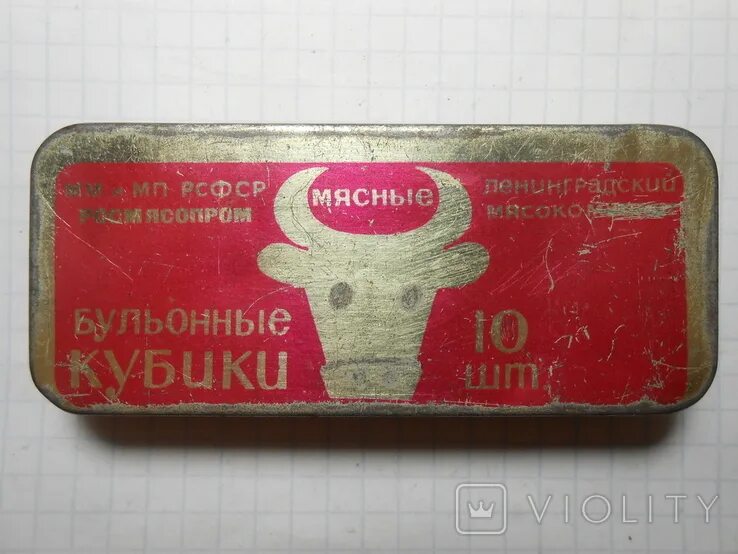 ММ и МП РСФСР
РОСМЯСОПРОМ
МЯСНЫЕ
ЛЕНИНГРАДСКИЙ
БУЛЬОННЫЕ
КУБИКИ
10
шт.
VIOLITY